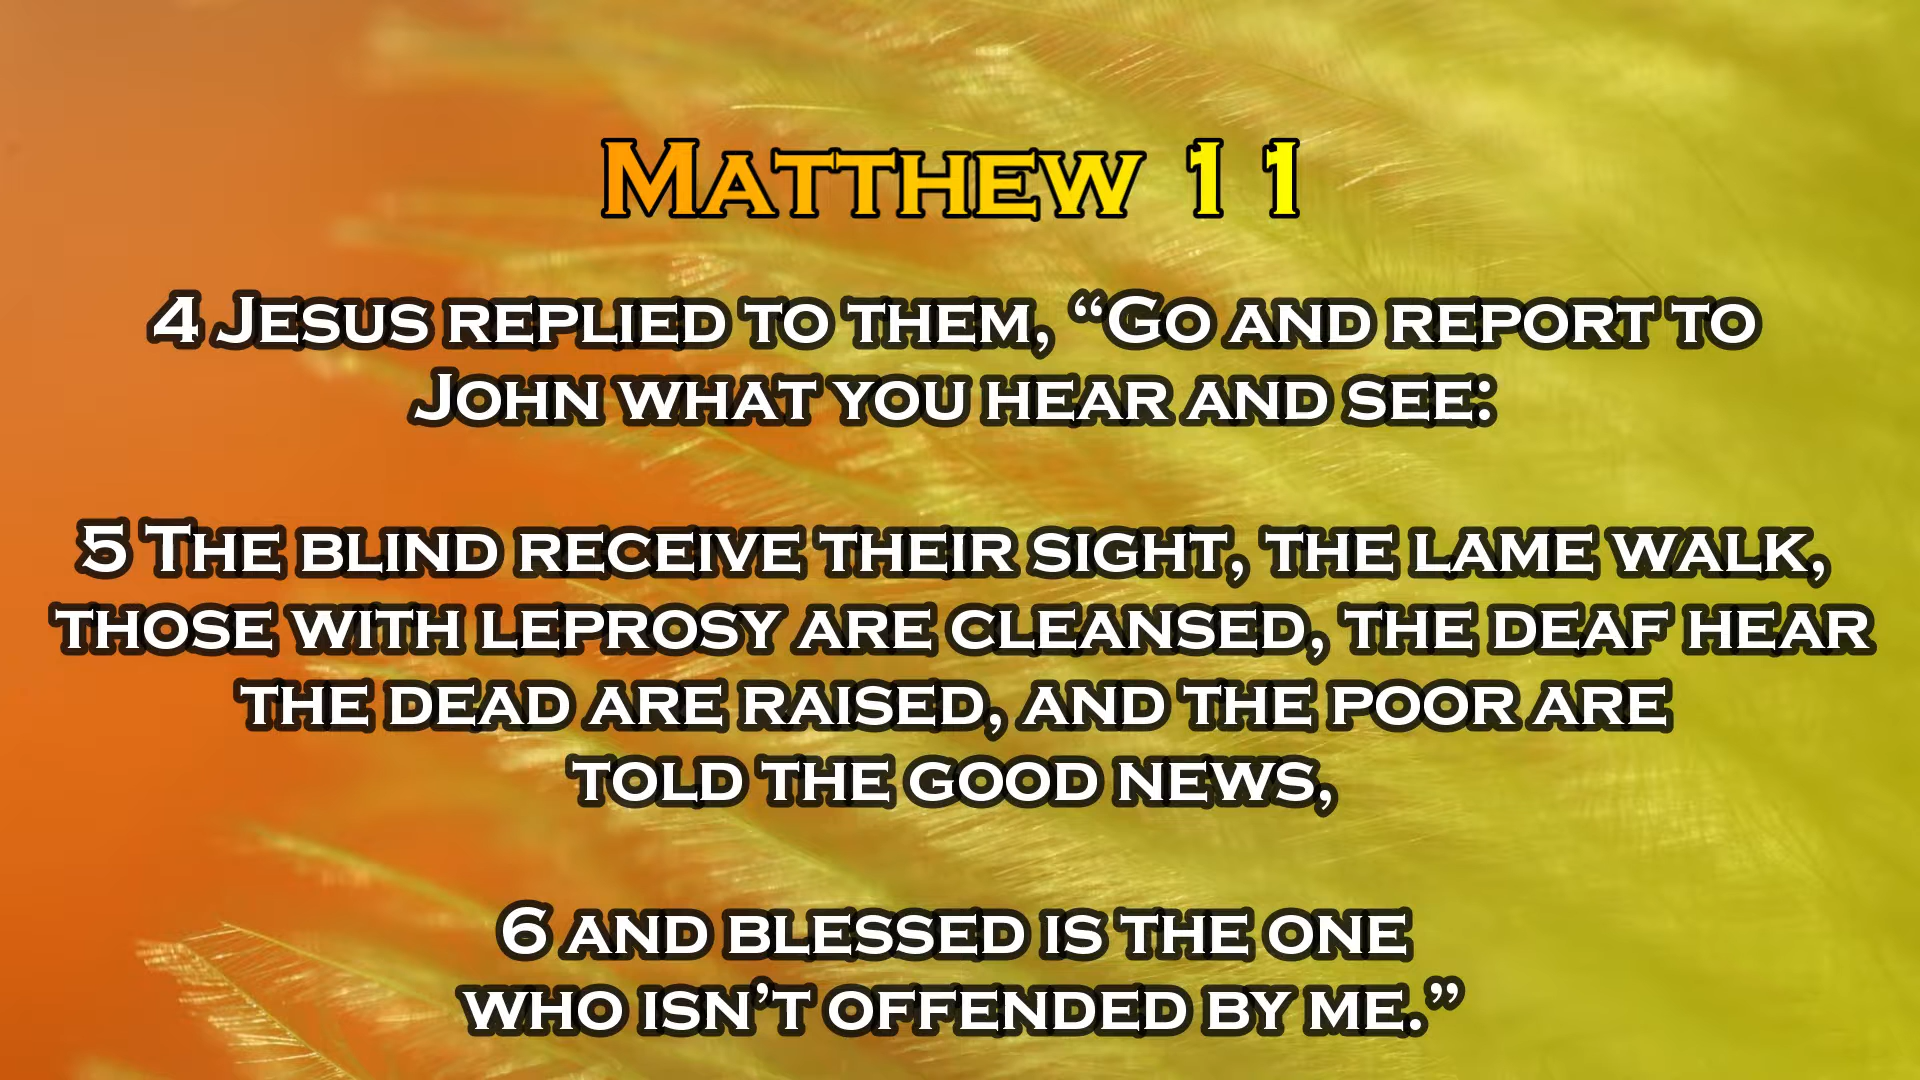 Matthew 11
4 Jesus replied to them, “Go and report to
John what you hear and see:
5 The blind receive their sight, the lame walk,
those with leprosy are cleansed, the deaf hear
the dead are raised, and the poor are
told the good news,
6 and blessed is the one
who isn’t offended by me.”